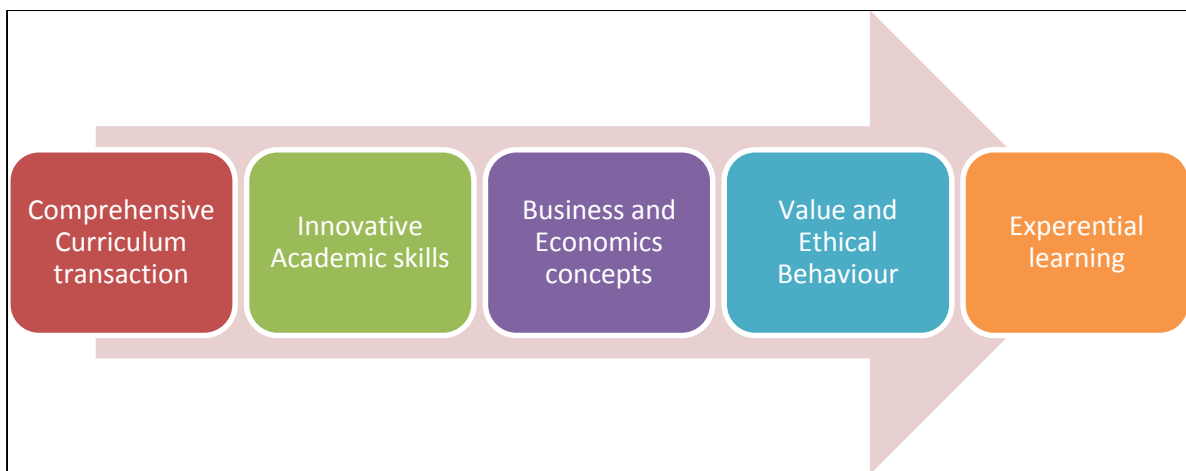 Comprehensive
Curriculum
transaction
Innovative
Academic skills
Business and
Economics
concepts
Value and
Ethical
Behaviour
Experential
learning